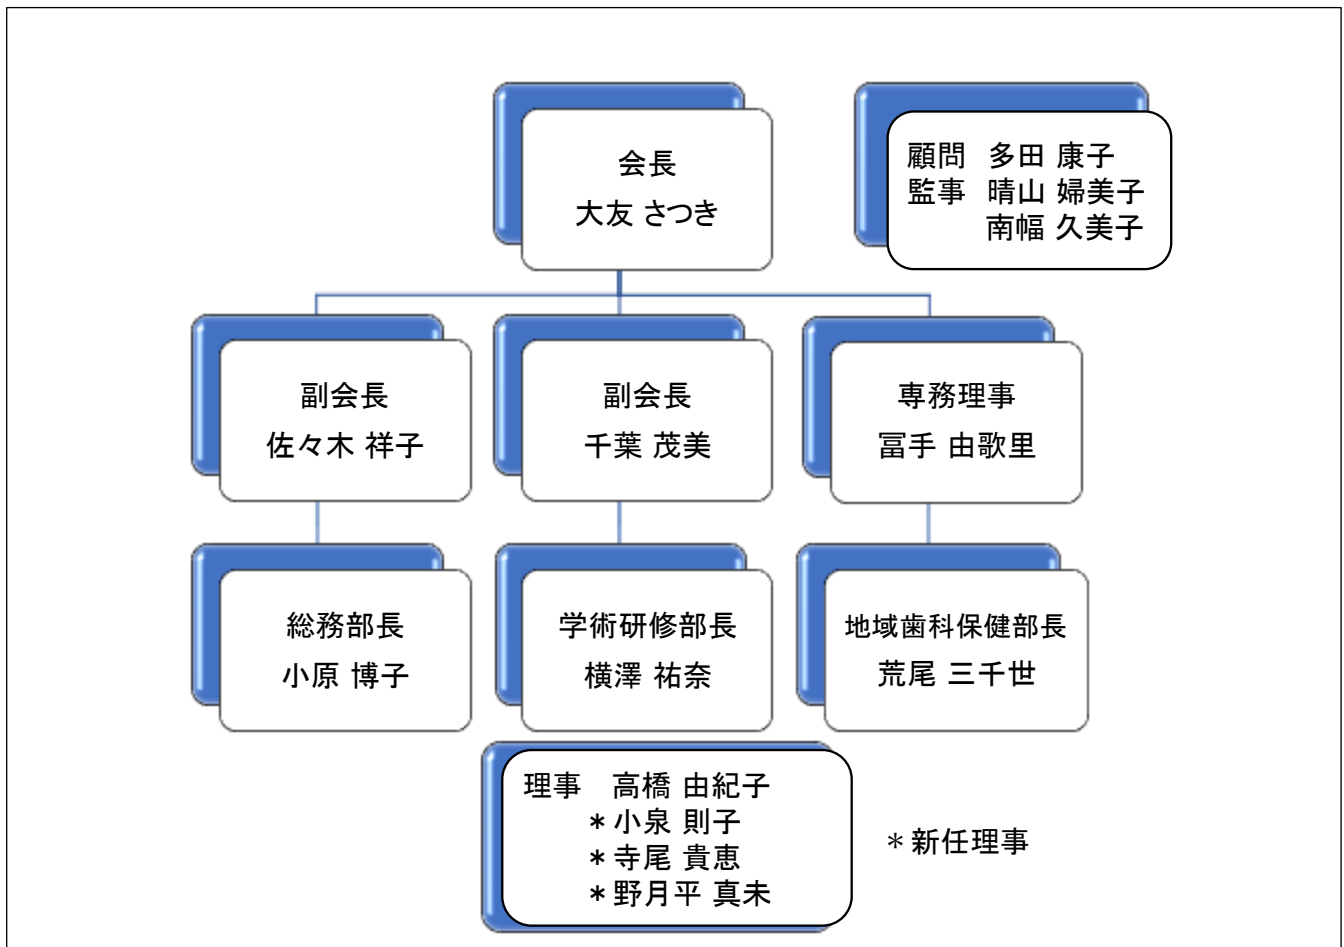 会長
大友 さつき
顧問 多田 康子
監事 晴山 婦美子
南幅 久美子
副会長
佐々木 祥子
副会長
千葉 茂美
専務理事
冨手 由歌里
総務部長
小原 博子
学術研修部長
横澤 祐奈
地域歯科保健部長
荒尾 三千世
理事 高橋 由紀子
*小泉 則子
*寺尾 貴恵
*野月平 真未
*新任理事